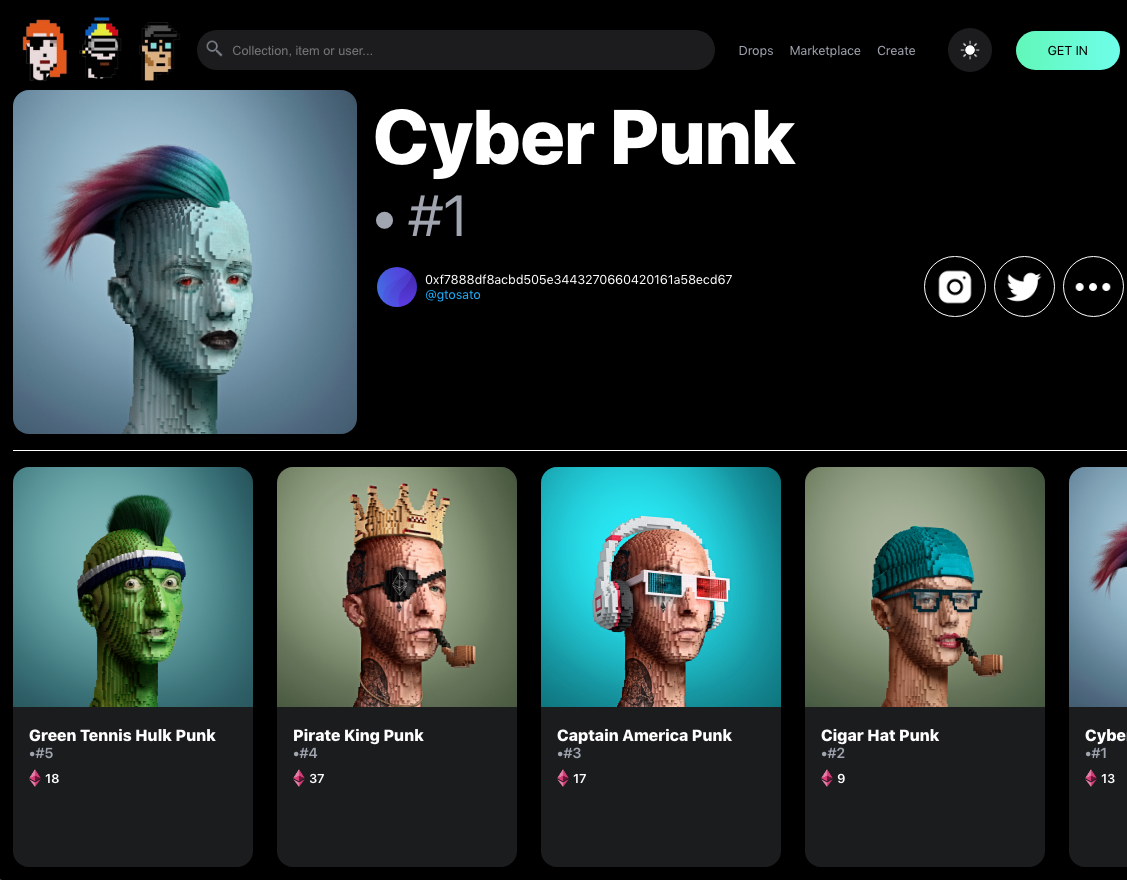 Collection, item or user...
Drops
Marketplace
Create
GET IN
Cyber Punk
• #1
0xf7888df8acbd505e3443270660420161a58ecd67
@gtosato
Green Tennis Hulk Punk
•#5
18
Pirate King Punk
•#4
37
Captain America Punk
•#3
17
Cigar Hat Punk
•#2
9
Cybe
•#1
13